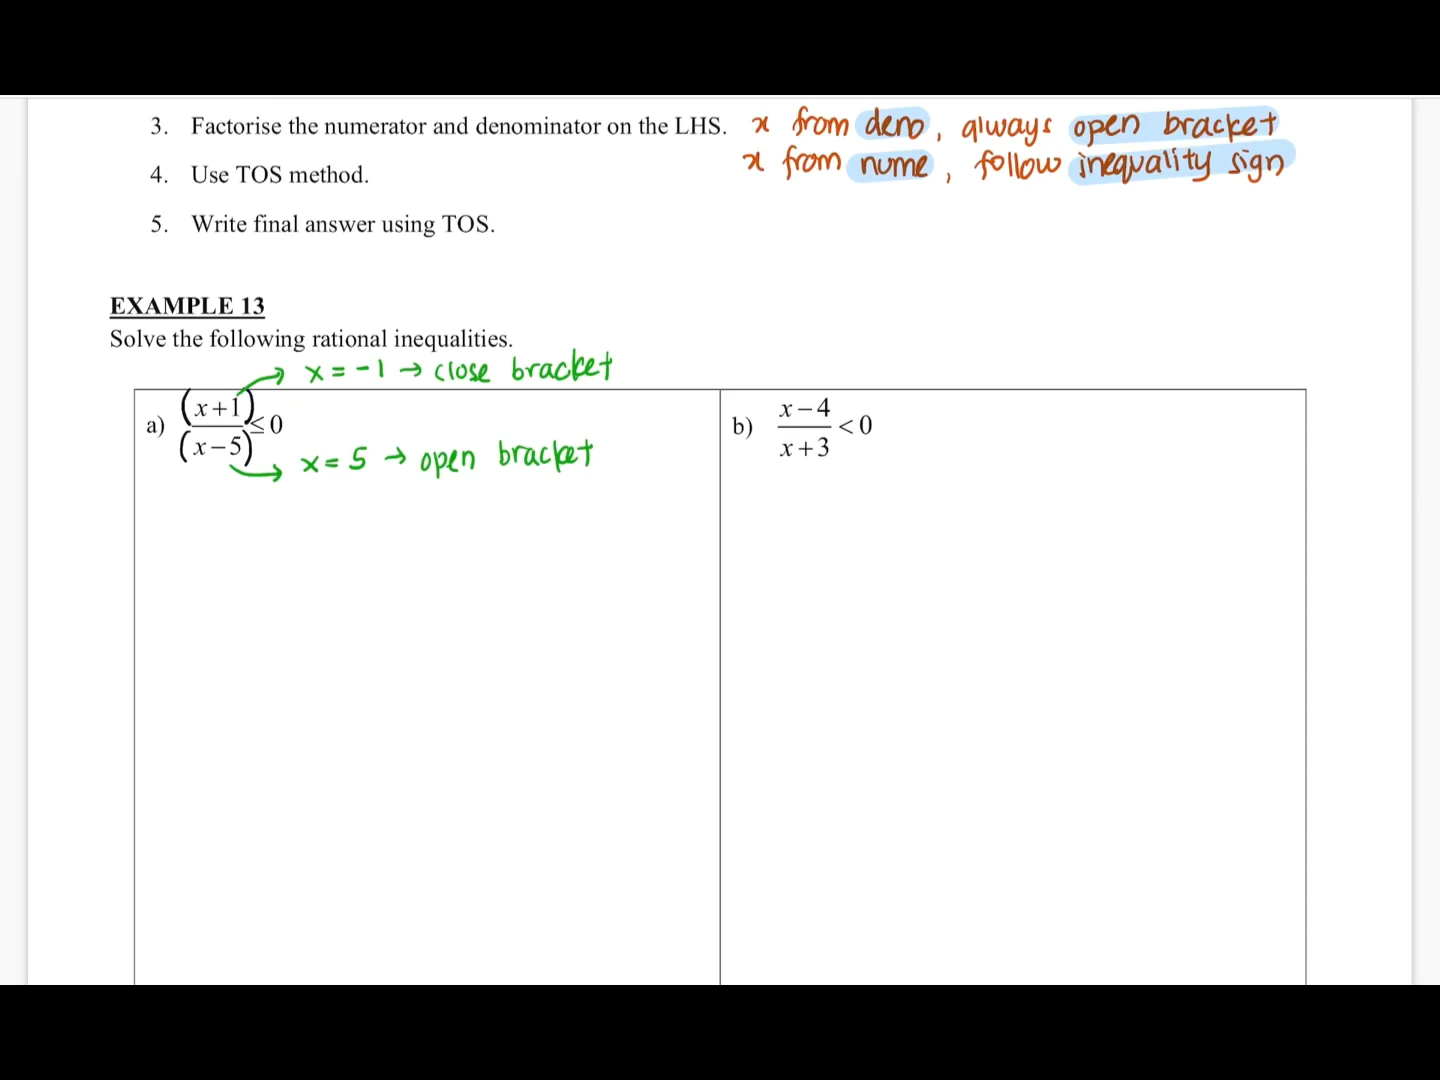 3. Factorise the numerator and denominator on the LHS. x from deno, always open bracket
4. Use TOS method. x from nume, follow inequality sign
5. Write final answer using TOS.
EXAMPLE 13
Solve the following rational inequalities.
x = -1 → close bracket
a) (x+1)/(x-5) ≤ 0
x = 5 → open bracket
b) x-4/x+3 < 0